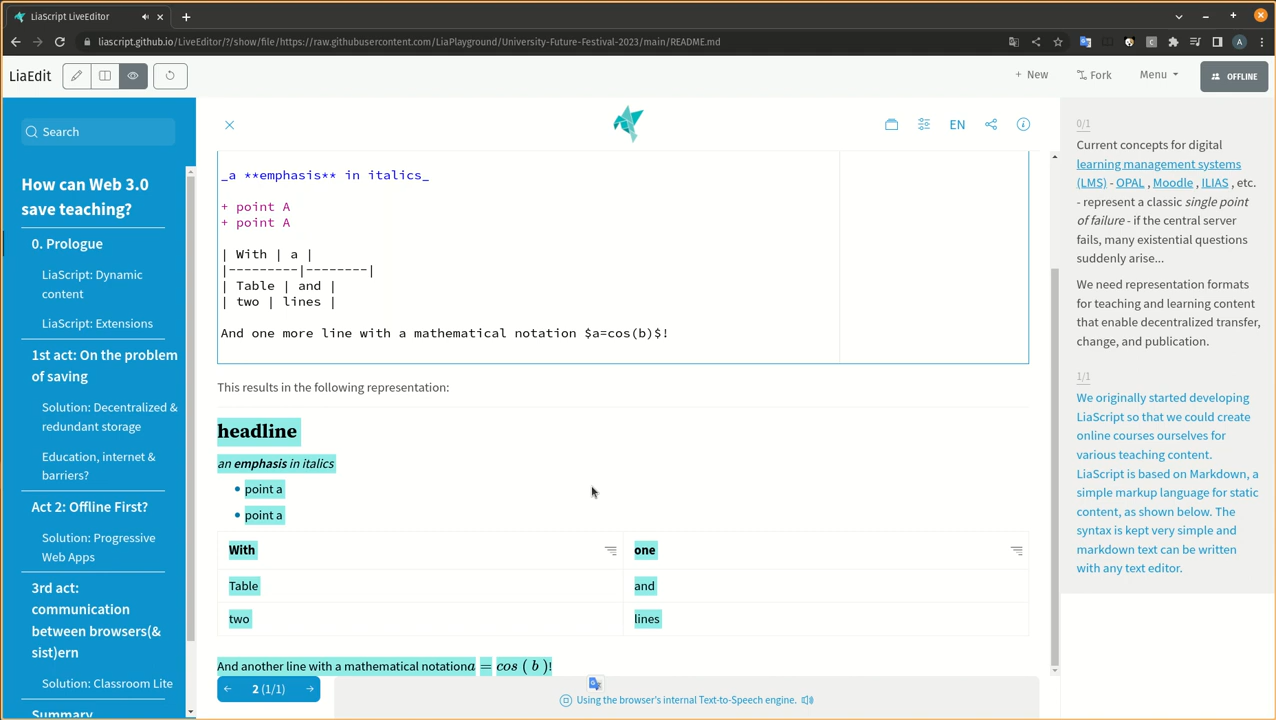 LiaScript LiveEditor
liascript.github.io/LiveEditor/?/show/file/https://raw.githubusercontent.com/LiaPlayground/University-Future-Festival-2023/main/README.md
LiaEdit
+ New
Fork
Menu
OFFLINE
Search
How can Web 3.0
save teaching?
0. Prologue
LiaScript: Dynamic
content
LiaScript: Extensions
1st act: On the problem
of saving
Solution: Decentralized &
redundant storage
Education, internet &
barriers?
Act 2: Offline First?
Solution: Progressive
Web Apps
3rd act:
communication
between browsers(&
sist)ern
Solution: Classroom Lite
Summary
EN
_a **emphasis** in italics_
+ point A
+ point A
| With | a |
|---------|--------|
| Table | and |
| two | lines |
And one more line with a mathematical notation $a=cos(b)$!
This results in the following representation:
headline
an emphasis in italics
• point a
• point a
With one
Table and
two lines
And another line with a mathematical notation a = cos ( b )!
← 2 (1/1) →
Using the browser's internal Text-to-Speech engine.
0/1
Current concepts for digital
learning management systems
(LMS) - OPAL , Moodle , ILIAS , etc.
- represent a classic single point
of failure - if the central server
fails, many existential questions
suddenly arise...
We need representation formats
for teaching and learning content
that enable decentralized transfer,
change, and publication.
1/1
We originally started developing
LiaScript so that we could create
online courses ourselves for
various teaching content.
LiaScript is based on Markdown, a
simple markup language for static
content, as shown below. The
syntax is kept very simple and
markdown text can be written
with any text editor.